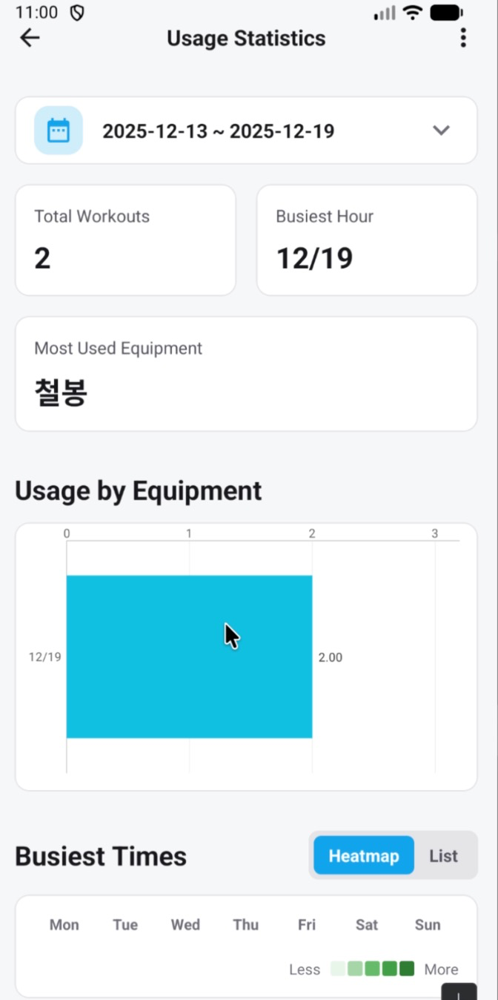 11:00
Usage Statistics
2025-12-13 ~ 2025-12-19
Total Workouts
2
Busiest Hour
12/19
Most Used Equipment
철봉
Usage by Equipment
0 1 2 3
12/19
2.00
Busiest Times
Heatmap List
Mon Tue Wed Thu Fri Sat Sun
Less More